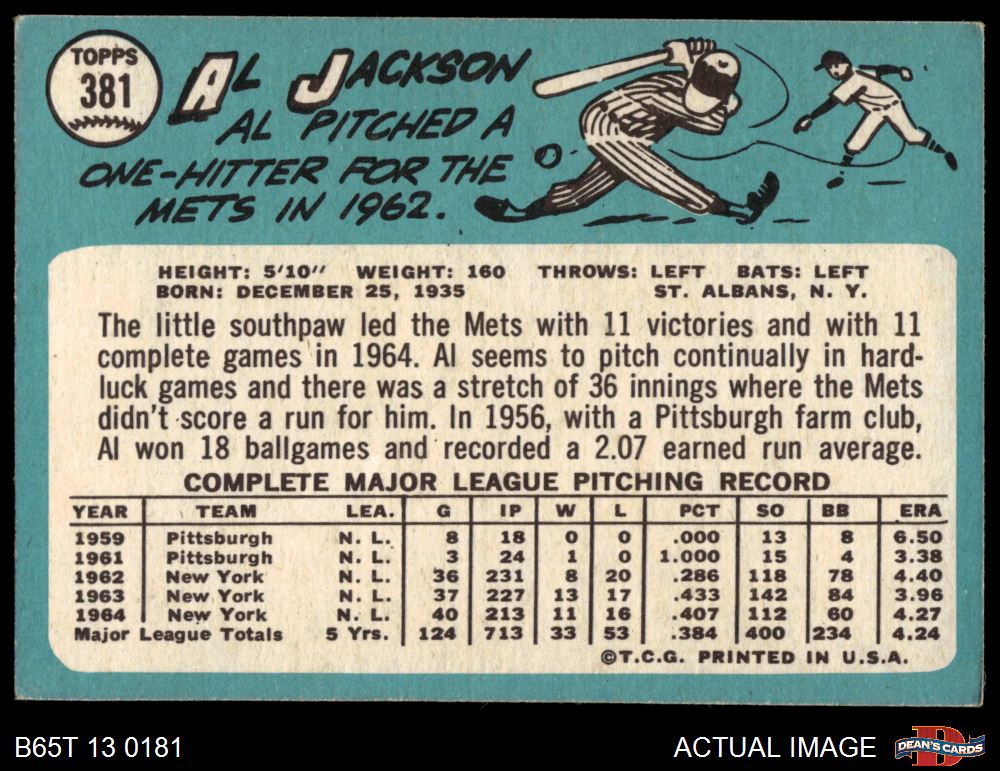 TOPPS
381
AL JACKSON
AL PITCHED A
ONE-HITTER FOR THE
METS IN 1962.
HEIGHT: 5'10" WEIGHT: 160 THROWS: LEFT BATS: LEFT
BORN: DECEMBER 25, 1935 ST. ALBANS, N. Y.
The little southpaw led the Mets with 11 victories and with 11
complete games in 1964. Al seems to pitch continually in hard-
luck games and there was a stretch of 36 innings where the Mets
didn't score a run for him. In 1956, with a Pittsburgh farm club,
Al won 18 ballgames and recorded a 2.07 earned run average.
COMPLETE MAJOR LEAGUE PITCHING RECORD
YEAR TEAM LEA. G IP W L PCT SO BB ERA
1959 Pittsburgh N. L. 8 18 0 0 .000 13 8 6.50
1961 Pittsburgh N. L. 3 24 1 0 1.000 15 4 3.38
1962 New York N. L. 36 231 8 20 .286 118 78 4.40
1963 New York N. L. 37 227 13 17 .433 142 84 3.96
1964 New York N. L. 40 213 11 16 .407 112 60 4.27
Major League Totals 5 Yrs. 124 713 33 53 .384 400 234 4.24
©T.C.G. PRINTED IN U.S.A.
B65T 13 0181 ACTUAL IMAGE DEAN'S CARDS